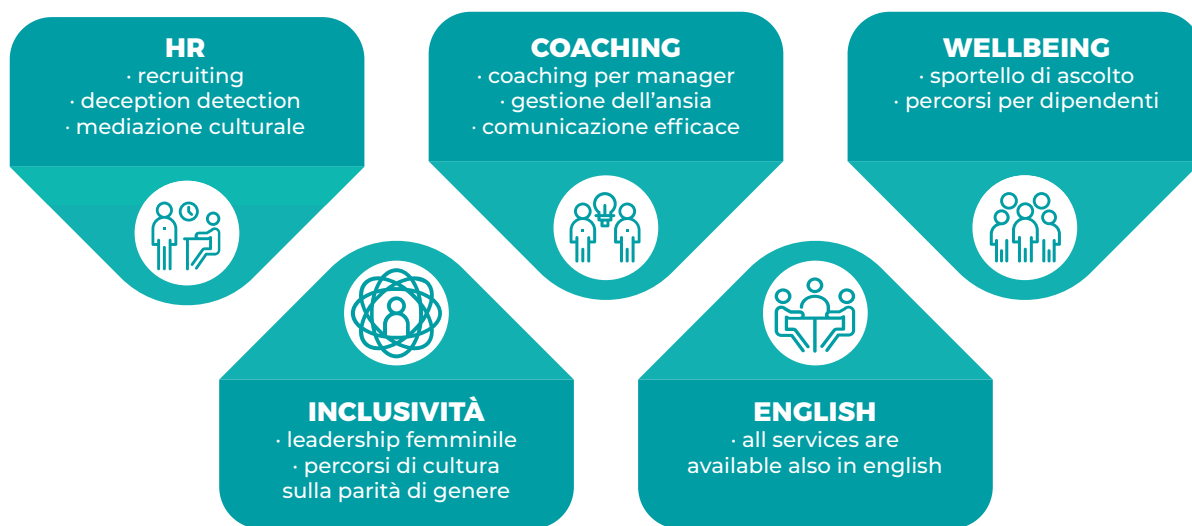 HR
· recruiting
· deception detection
· mediazione culturale
COACHING
· coaching per manager
· gestione dell'ansia
· comunicazione efficace
WELLBEING
· sportello di ascolto
· percorsi per dipendenti
INCLUSIVITÀ
· leadership femminile
· percorsi di cultura
sulla parità di genere
ENGLISH
· all services are
available also in english